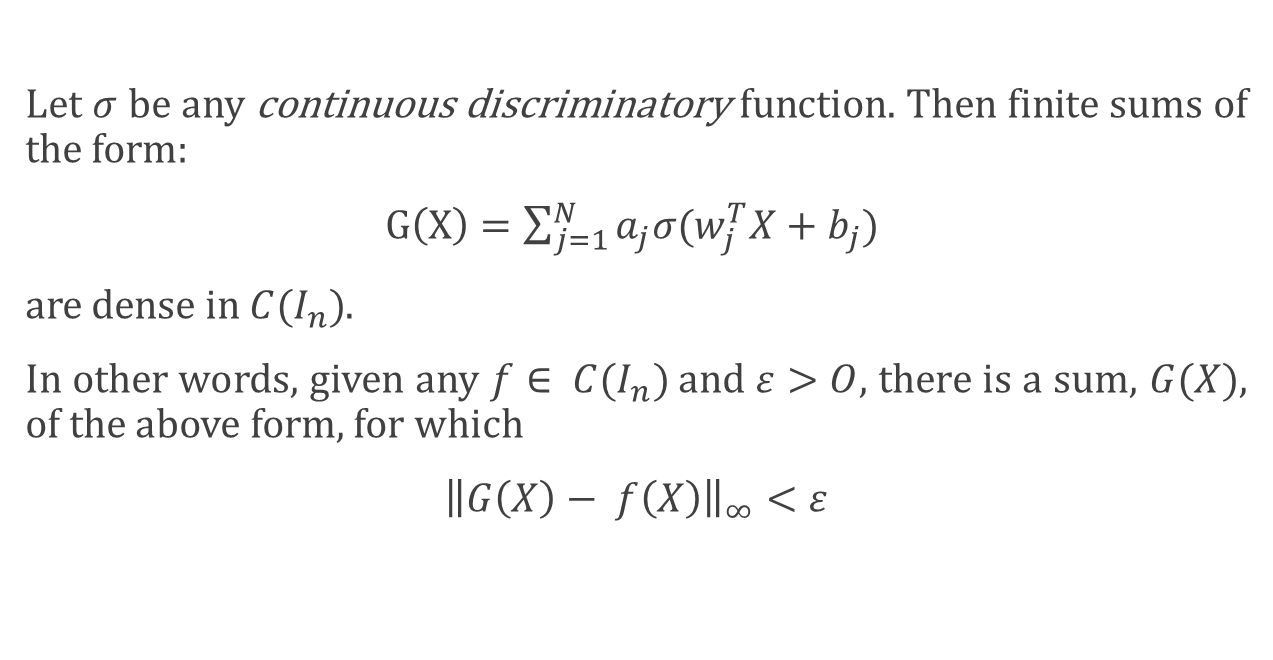 Let σ be any continuous discriminatory function. Then finite sums of
the form:
G(X) = ∑_{j=1}^{N} a_j σ(w_j^T X + b_j)
are dense in C(I_n).
In other words, given any f ∈ C(I_n) and ε > O, there is a sum, G(X),
of the above form, for which
‖G(X) − f(X)‖_∞ < ε